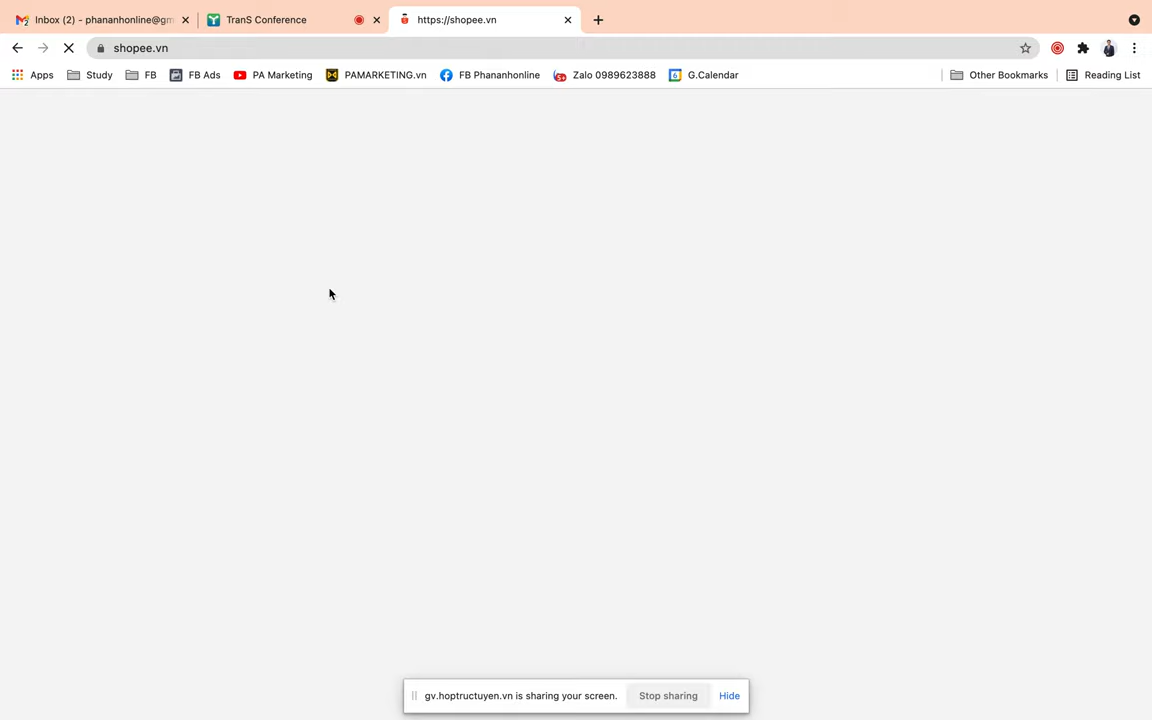 Inbox (2) - phananhonline@gm
TranS Conference
https://shopee.vn
shopee.vn
Apps
Study
FB
FB Ads
PA Marketing
PAMARKETING.vn
FB Phananhonline
Zalo 0989623888
G.Calendar
Other Bookmarks
Reading List
gv.hoptructuyen.vn is sharing your screen.
Stop sharing
Hide